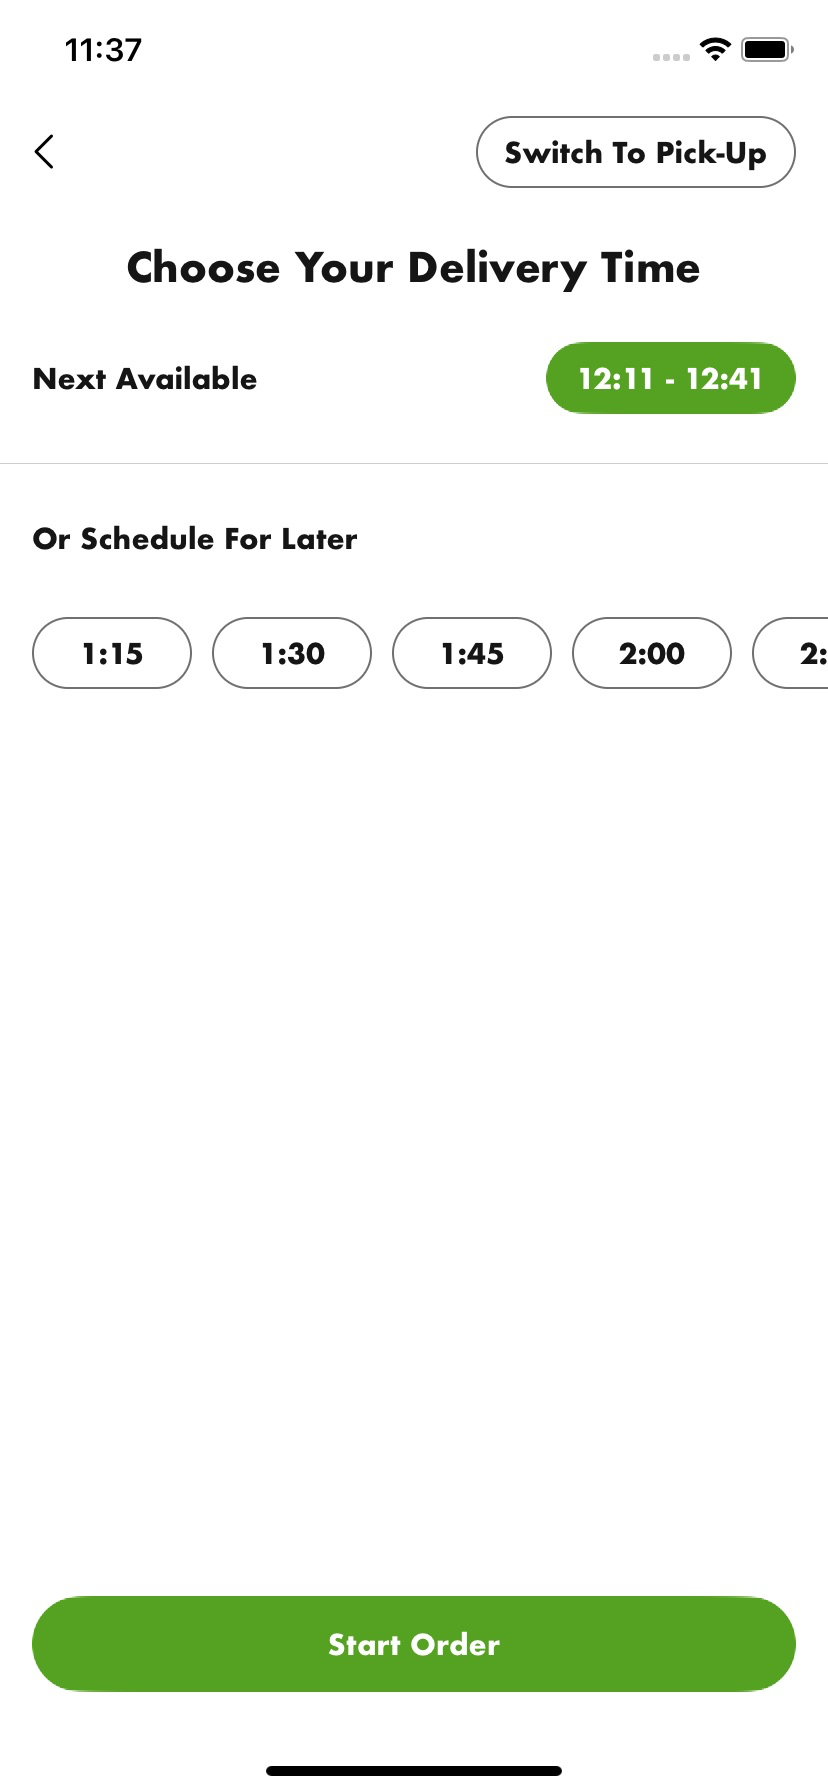 11:37
Switch To Pick-Up
Choose Your Delivery Time
Next Available 12:11 - 12:41
Or Schedule For Later
1:15 1:30 1:45 2:00 2:
Start Order